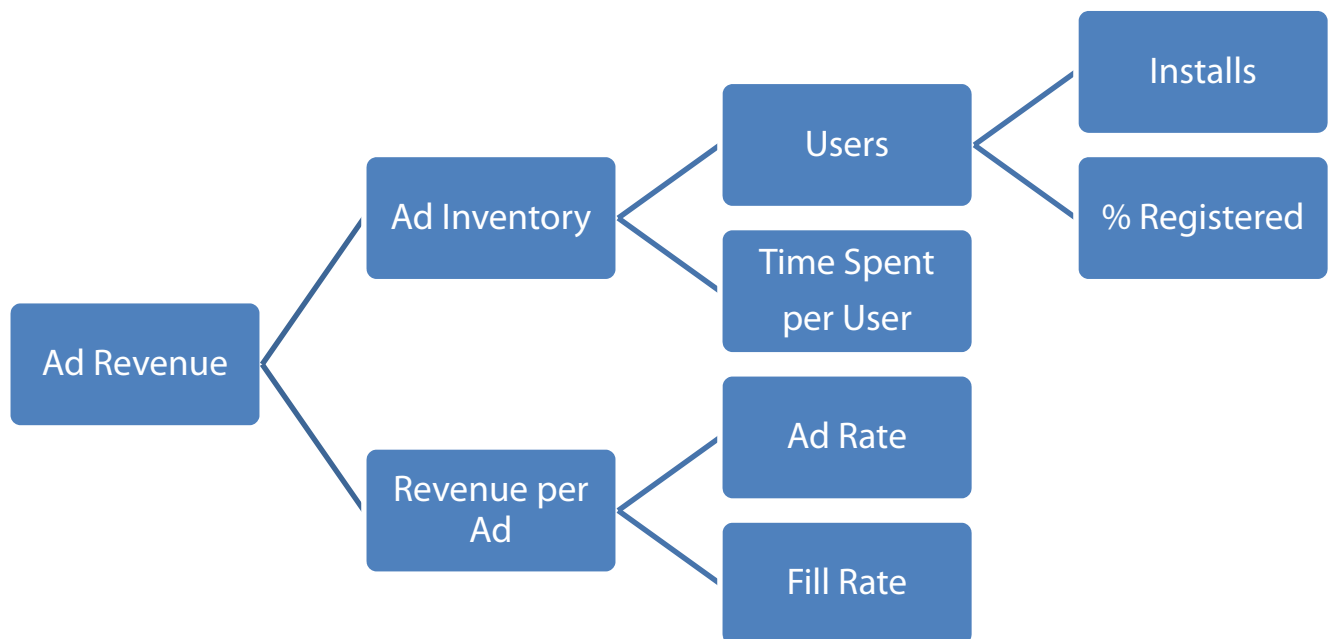 Installs
Users
Ad Inventory
% Registered
Time Spent
per User
Ad Revenue
Ad Rate
Revenue per
Ad
Fill Rate